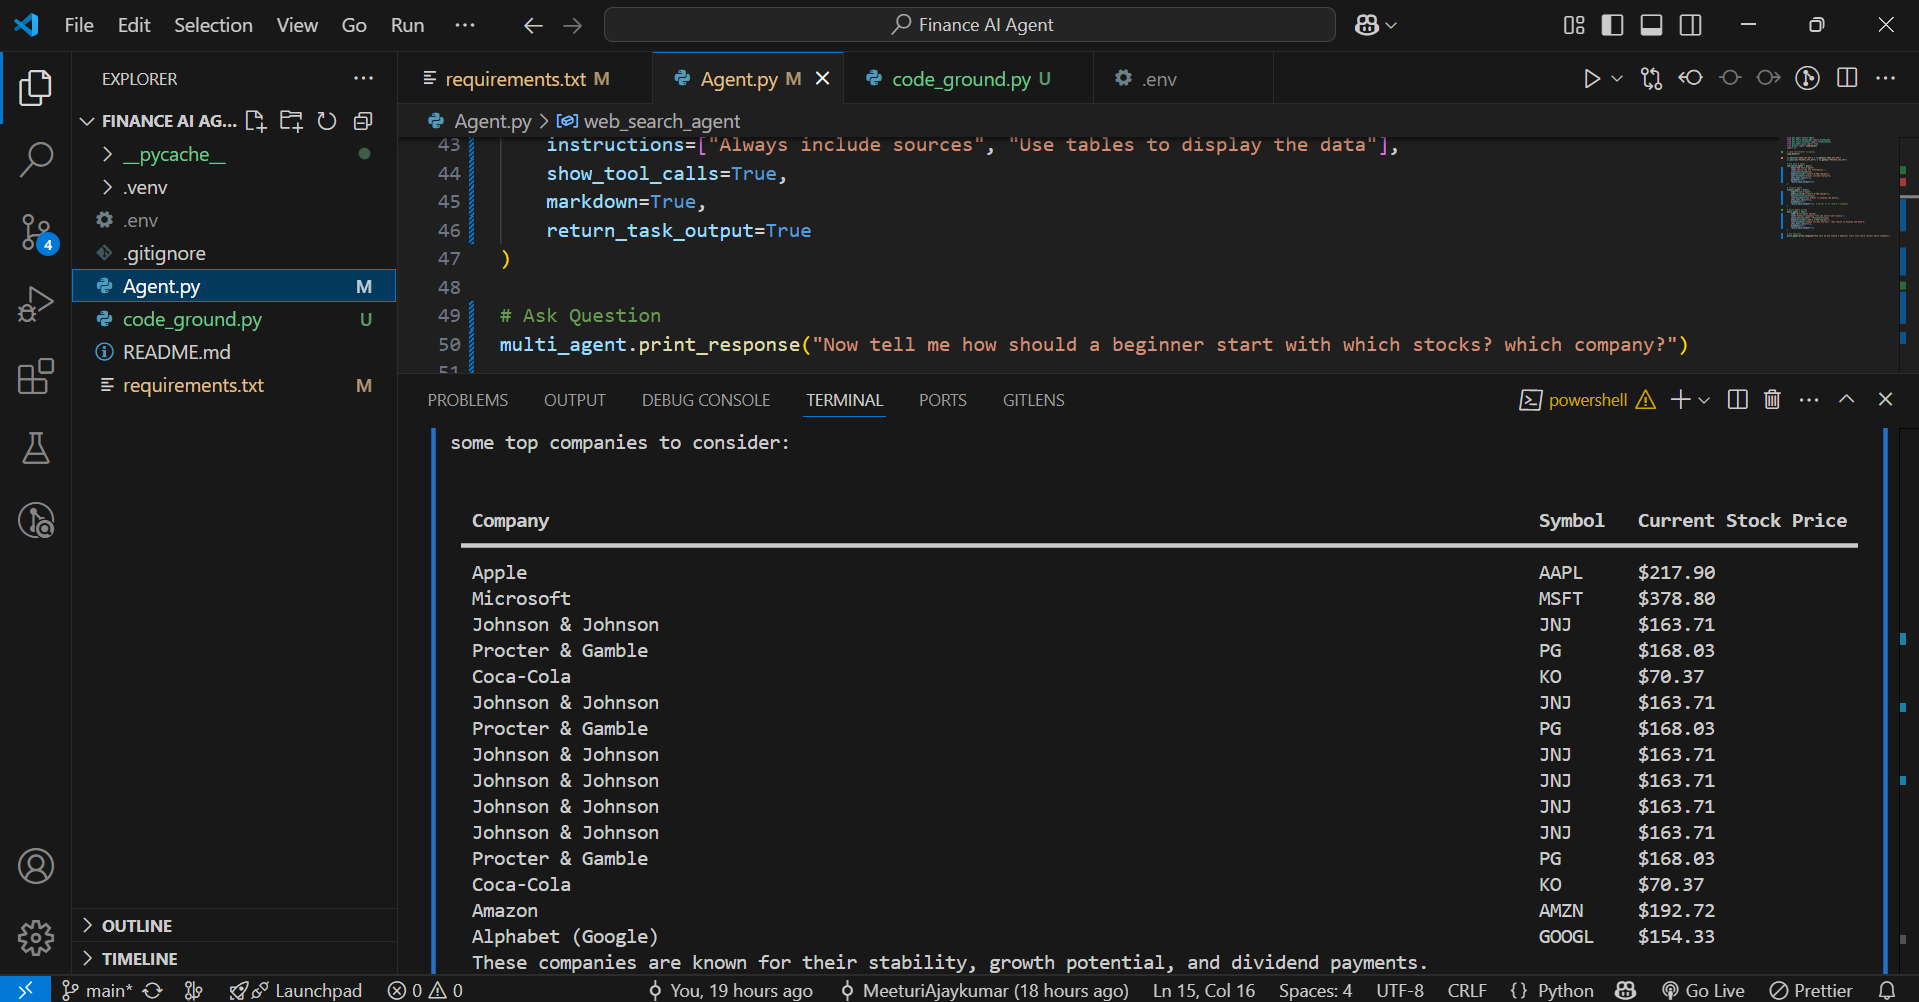 File Edit Selection View Go Run ··· Finance AI Agent
EXPLORER ···
FINANCE AI AG...
__pycache__
.venv
.env
.gitignore
Agent.py M
code_ground.py U
README.md
requirements.txt M
OUTLINE
TIMELINE
4
requirements.txt M Agent.py M code_ground.py U .env
Agent.py > web_search_agent
43 instructions=["Always include sources", "Use tables to display the data"],
44 show_tool_calls=True,
45 markdown=True,
46 return_task_output=True
47 )
48
49 # Ask Question
50 multi_agent.print_response("Now tell me how should a beginner start with which stocks? which company?")
51
PROBLEMS OUTPUT DEBUG CONSOLE TERMINAL PORTS GITLENS powershell
some top companies to consider:
Company Symbol Current Stock Price
Apple AAPL $217.90
Microsoft MSFT $378.80
Johnson & Johnson JNJ $163.71
Procter & Gamble PG $168.03
Coca-Cola KO $70.37
Johnson & Johnson JNJ $163.71
Procter & Gamble PG $168.03
Johnson & Johnson JNJ $163.71
Johnson & Johnson JNJ $163.71
Johnson & Johnson JNJ $163.71
Johnson & Johnson JNJ $163.71
Procter & Gamble PG $168.03
Coca-Cola KO $70.37
Amazon AMZN $192.72
Alphabet (Google) GOOGL $154.33
These companies are known for their stability, growth potential, and dividend payments.
main* Launchpad 0 0 You, 19 hours ago MeeturiAjaykumar (18 hours ago) Ln 15, Col 16 Spaces: 4 UTF-8 CRLF {} Python Go Live Prettier